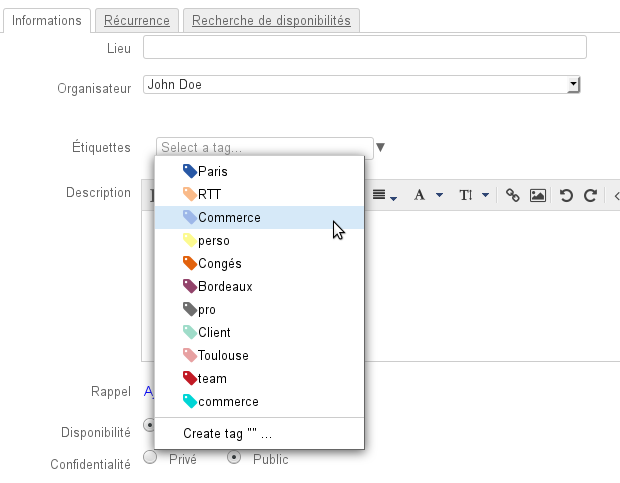 Informations Récurrence Recherche de disponibilités
Lieu
Organisateur John Doe
Étiquettes Select a tag...
Paris
Description
RTT
A T
Commerce
perso
Congés
Bordeaux
pro
Client
Toulouse
team
Rappel
commerce
Disponibilité
Create tag "" ...
Confidentialité Privé Public